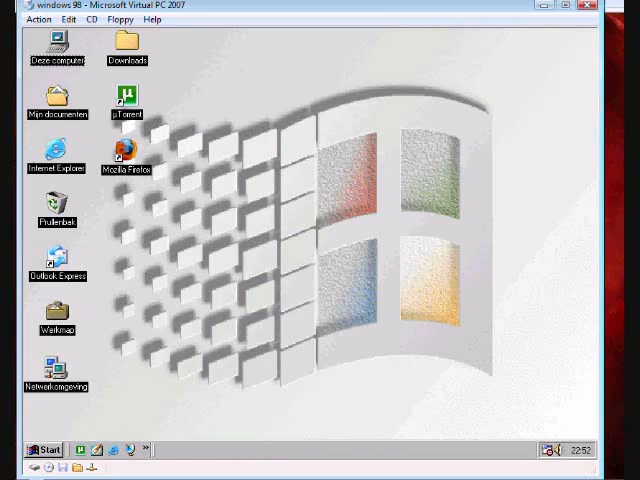 windows 98 - Microsoft Virtual PC 2007
Action Edit CD Floppy Help
Deze computer
Downloads
Mijn documenten
µTorrent
Internet Explorer
Mozilla Firefox
Prullenbak
Outlook Express
Werkmap
Netwerkomgeving
Start
22:52